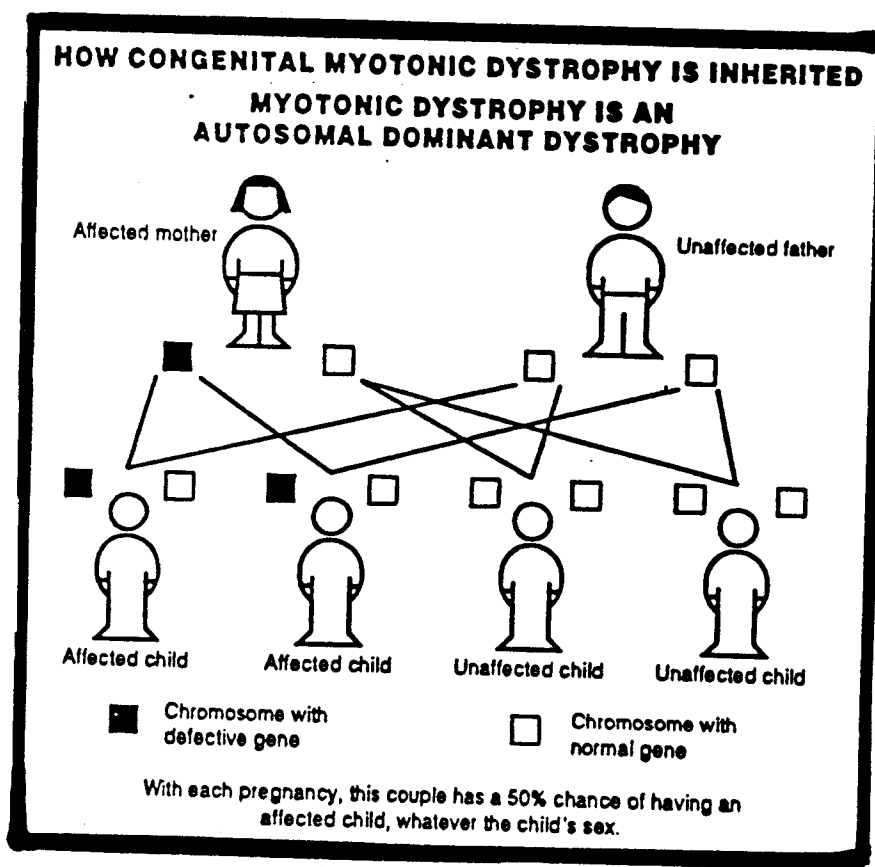 HOW CONGENITAL MYOTONIC DYSTROPHY IS INHERITED
MYOTONIC DYSTROPHY IS AN
AUTOSOMAL DOMINANT DYSTROPHY
Affected mother
Unaffected father
Affected child
Affected child
Unaffected child
Unaffected child
Chromosome with
defective gene
Chromosome with
normal gene
With each pregnancy, this couple has a 50% chance of having an
affected child, whatever the child's sex.